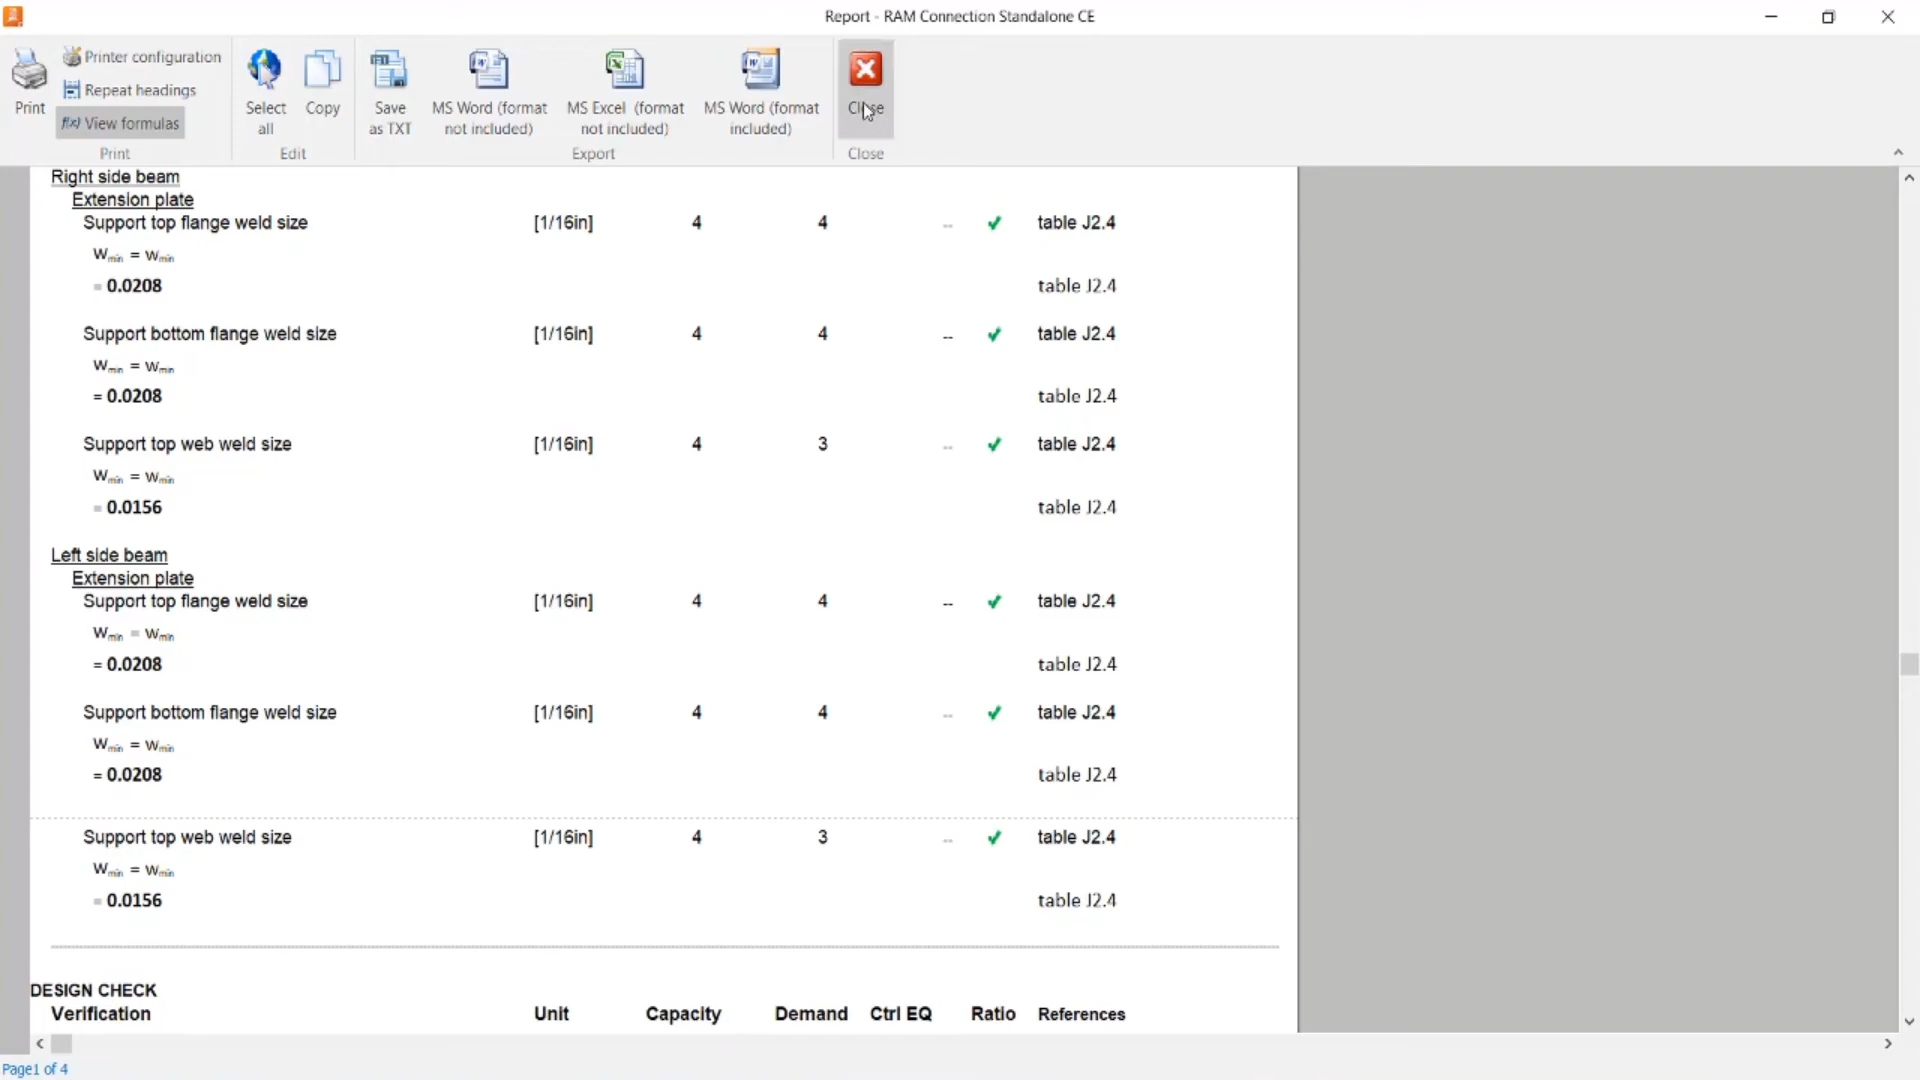 Report - RAM Connection Standalone CE
Print
Printer configuration
Repeat headings
f(x) View formulas
Print
Select all
Copy
Edit
Save as TXT
MS Word (format not included)
MS Excel (format not included)
MS Word (format included)
Export
Close
Close
Right side beam
Extension plate
Support top flange weld size [1/16in] 4 4 -- ✓ table J2.4
wmin = wmin
= 0.0208 table J2.4
Support bottom flange weld size [1/16in] 4 4 -- ✓ table J2.4
wmin = wmin
= 0.0208 table J2.4
Support top web weld size [1/16in] 4 3 -- ✓ table J2.4
wmin = wmin
= 0.0156 table J2.4
Left side beam
Extension plate
Support top flange weld size [1/16in] 4 4 -- ✓ table J2.4
wmin = wmin
= 0.0208 table J2.4
Support bottom flange weld size [1/16in] 4 4 -- ✓ table J2.4
wmin = wmin
= 0.0208 table J2.4
Support top web weld size [1/16in] 4 3 -- ✓ table J2.4
wmin = wmin
= 0.0156 table J2.4
DESIGN CHECK
Verification Unit Capacity Demand Ctrl EQ Ratio References
Page1 of 4